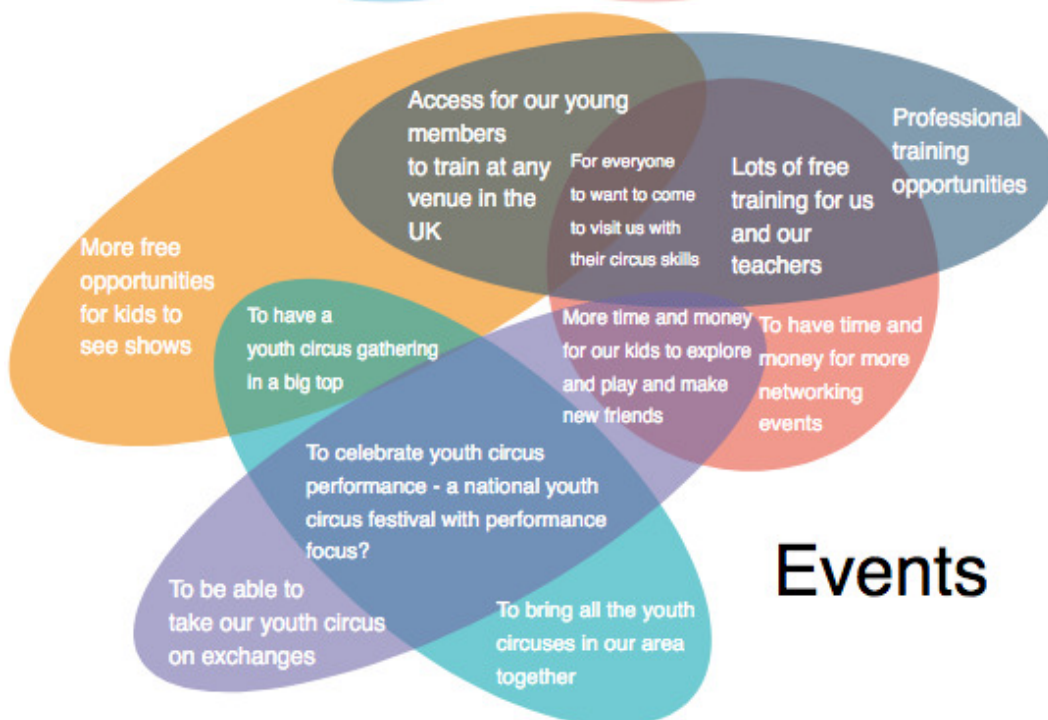 Access for our young
members
to train at any
venue in the
UK
For everyone
to want to come
to visit us with
their circus skills
Lots of free
training for us
and our
teachers
Professional
training
opportunities
More free
opportunities
for kids to
see shows
To have a
youth circus gathering
in a big top
More time and money
for our kids to explore
and play and make
new friends
To have time and
money for more
networking
events
To celebrate youth circus
performance - a national youth
circus festival with performance
focus?
To be able to
take our youth circus
on exchanges
To bring all the youth
circuses in our area
together
Events